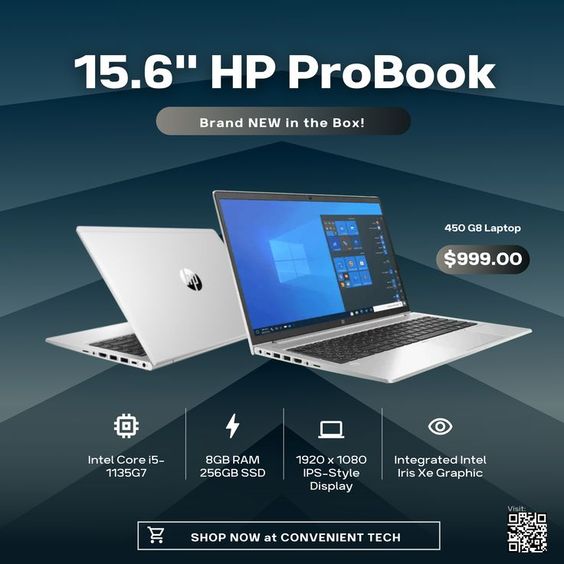 15.6" HP ProBook
Brand NEW in the Box!
450 G8 Laptop
$999.00
hp
Intel Core i5-
1135G7
8GB RAM
256GB SSD
1920 x 1080
IPS-Style
Display
Integrated Intel
Iris Xe Graphic
Visit:
SHOP NOW at CONVENIENT TECH